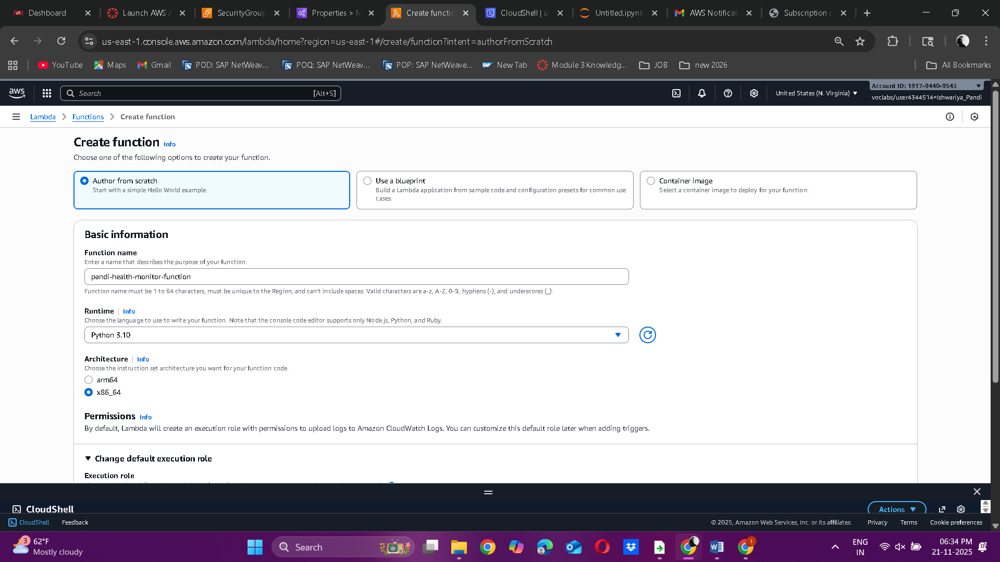 Dashboard
Launch AWS A
SecurityGroup
Properties > M
Create functio
CloudShell | u
Untitled.ipynb
AWS Notificat
Subscription c
us-east-1.console.aws.amazon.com/lambda/home?region=us-east-1#/create/function?intent=authorFromScratch
YouTube
Maps
Gmail
POD: SAP NetWeav...
POQ: SAP NetWeav...
POP: SAP NetWeave...
New Tab
Module 3 Knowledg...
JOB
new 2026
All Bookmarks
aws
Search
[Alt+S]
United States (N. Virginia)
Account ID: 1917-9440-9543
voclabs/user4344514=Ishwariya_Pandi
Lambda
Functions
Create function
Create function Info
Choose one of the following options to create your function.
Author from scratch
Start with a simple Hello World example.
Use a blueprint
Build a Lambda application from sample code and configuration presets for common use
cases.
Container image
Select a container image to deploy for your function.
Basic information
Function name
Enter a name that describes the purpose of your function.
pandi-health-monitor-function
Function name must be 1 to 64 characters, must be unique to the Region, and can't include spaces. Valid characters are a-z, A-Z, 0-9, hyphens (-), and underscores (_).
Runtime Info
Choose the language to use to write your function. Note that the console code editor supports only Node.js, Python, and Ruby.
Python 3.10
Architecture Info
Choose the instruction set architecture you want for your function code.
arm64
x86_64
Permissions Info
By default, Lambda will create an execution role with permissions to upload logs to Amazon CloudWatch Logs. You can customize this default role later when adding triggers.
Change default execution role
Execution role
CloudShell
Actions
CloudShell
Feedback
© 2025, Amazon Web Services, Inc. or its affiliates.
Privacy
Terms
Cookie preferences
3
62°F
Mostly cloudy
Search
ENG
IN
06:34 PM
21-11-2025